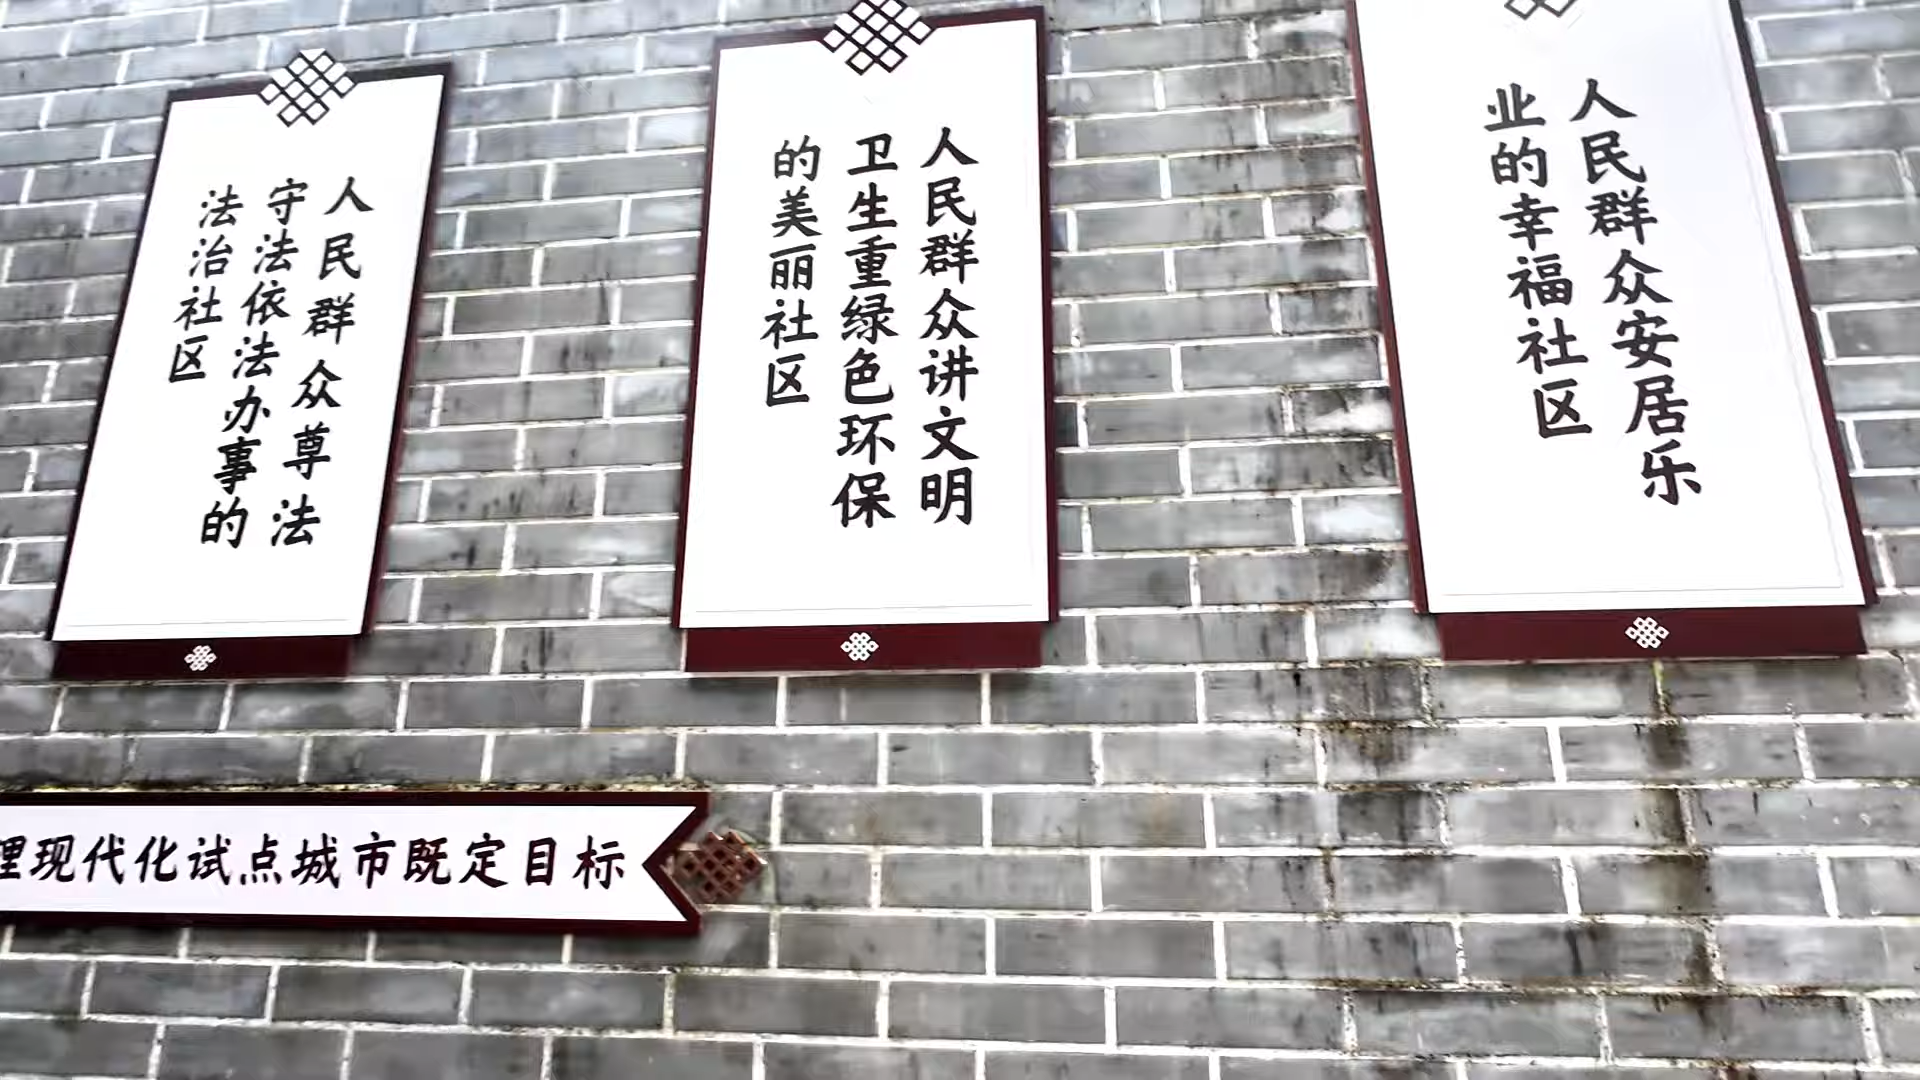 人民群众安居乐
业的幸福社区
人民群众讲文明
卫生重绿色环保
的美丽社区
人民群众尊法
守法依法办事的
法治社区
理现代化试点城市既定目标